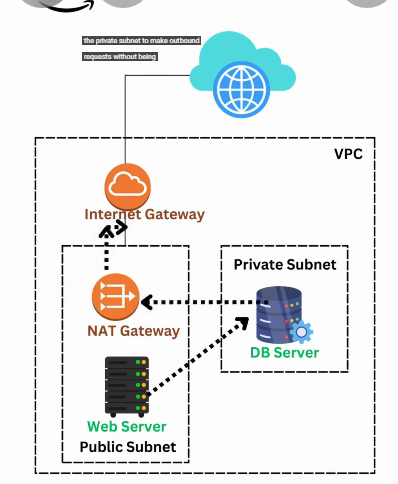 the private subnet to make outbound
requests without being
VPC
Internet Gateway
Private Subnet
NAT Gateway
DB Server
Web Server
Public Subnet